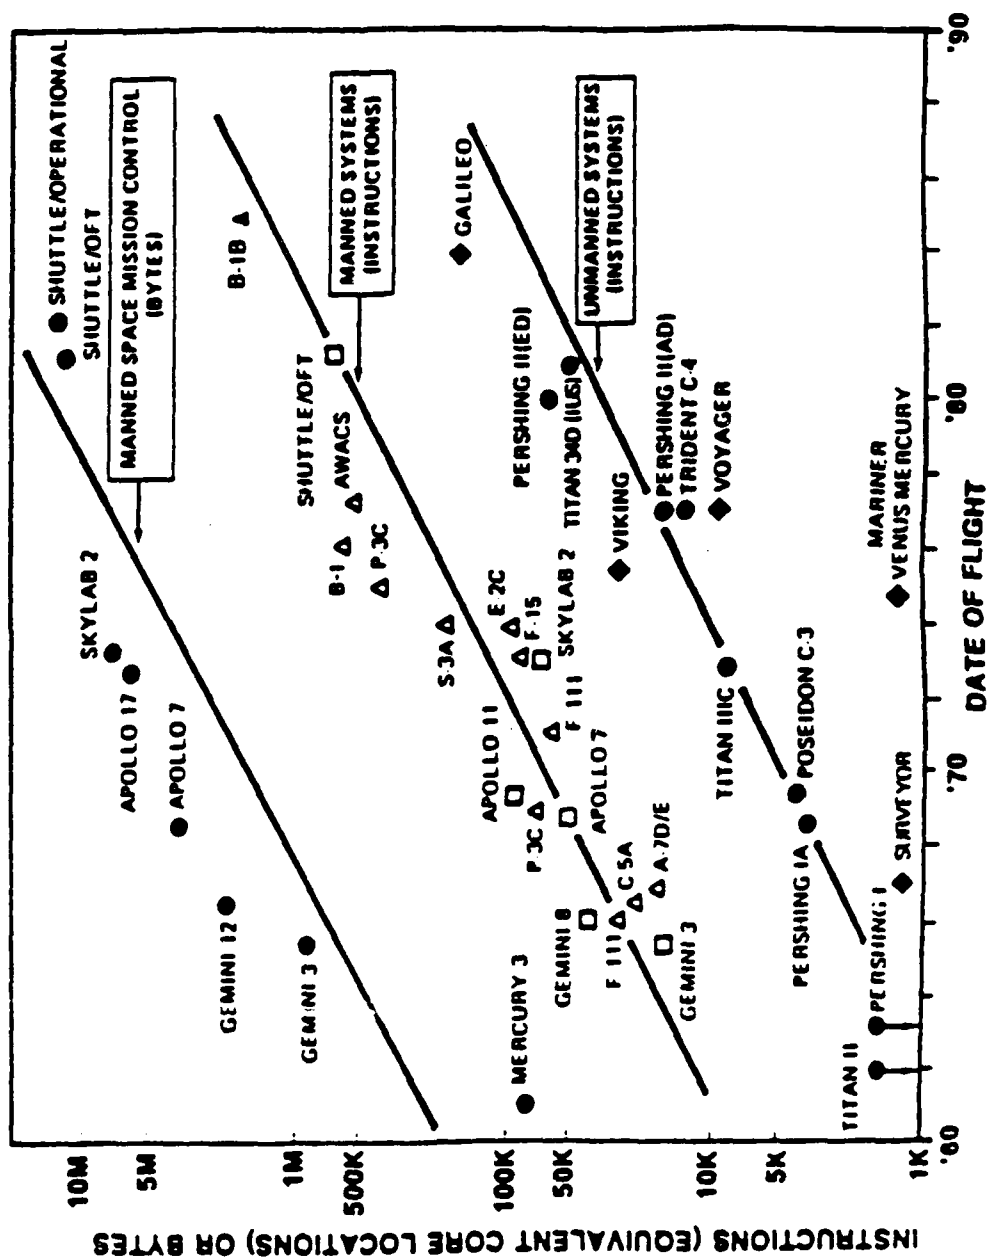 INSTRUCTIONS (EQUIVALENT CORE LOCATIONS) OR BYTES
10M
5M
1M
500K
100K
50K
10K
5K
1K
'60
'70
'80
'90
DATE OF FLIGHT
SHUTTLE/OPERATIONAL
SHUTTLE/OFT
MANNED SPACE MISSION CONTROL
(BYTES)
SKYLAB 2
APOLLO 17
APOLLO 7
GEMINI 12
GEMINI 3
MERCURY 3
B-1B
MANNED SYSTEMS
(INSTRUCTIONS)
SHUTTLE/OFT
AWACS
B-1
P-3C
S-3A
E-2C
F-15
SKYLAB 2
F 111
APOLLO 11
P-3C
APOLLO 7
C-5A
A-7D/E
GEMINI 8
F 111
GEMINI 3
GALILEO
UNMANNED SYSTEMS
(INSTRUCTIONS)
PERSHING II(ED)
TITAN 34D (IUS)
VIKING
PERSHING II(AD)
TRIDENT C-4
VOYAGER
MARINER
VENUS MERCURY
TITAN IIIC
POSEIDON C-3
PERSHING IA
SURVEYOR
PERSHING I
TITAN II